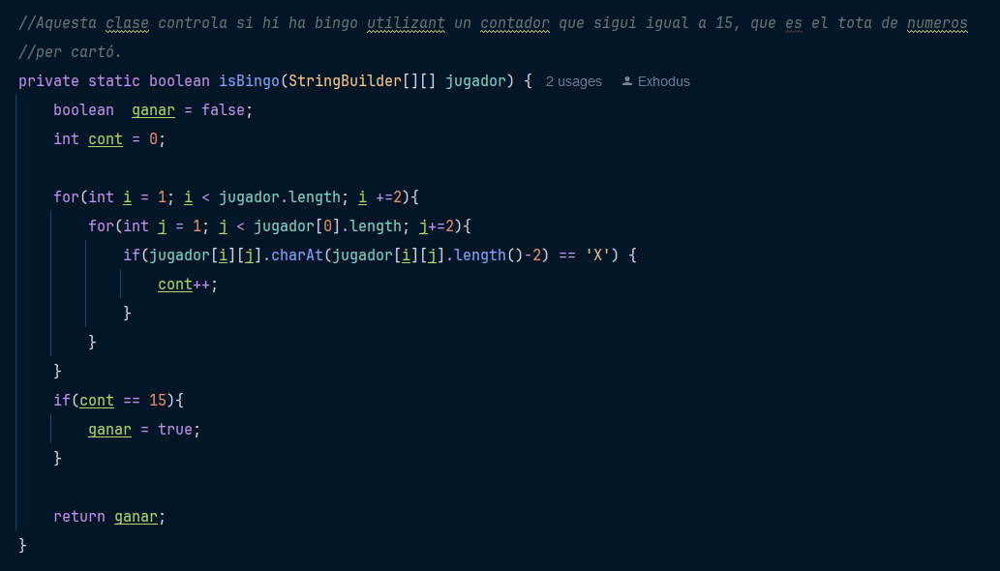 //Aquesta clase controla si hi ha bingo utilizant un contador que sigui igual a 15, que es el tota de numeros
//per cartó.
private static boolean isBingo(StringBuilder[][] jugador) { 2 usages Exhodus
    boolean  ganar = false;
    int cont = 0;
    for(int i = 1; i < jugador.length; i +=2){
        for(int j = 1; j < jugador[0].length; j+=2){
            if(jugador[i][j].charAt(jugador[i][j].length()-2) == 'X') {
                cont++;
            }
        }
    }
    if(cont == 15){
        ganar = true;
    }
    return ganar;
}